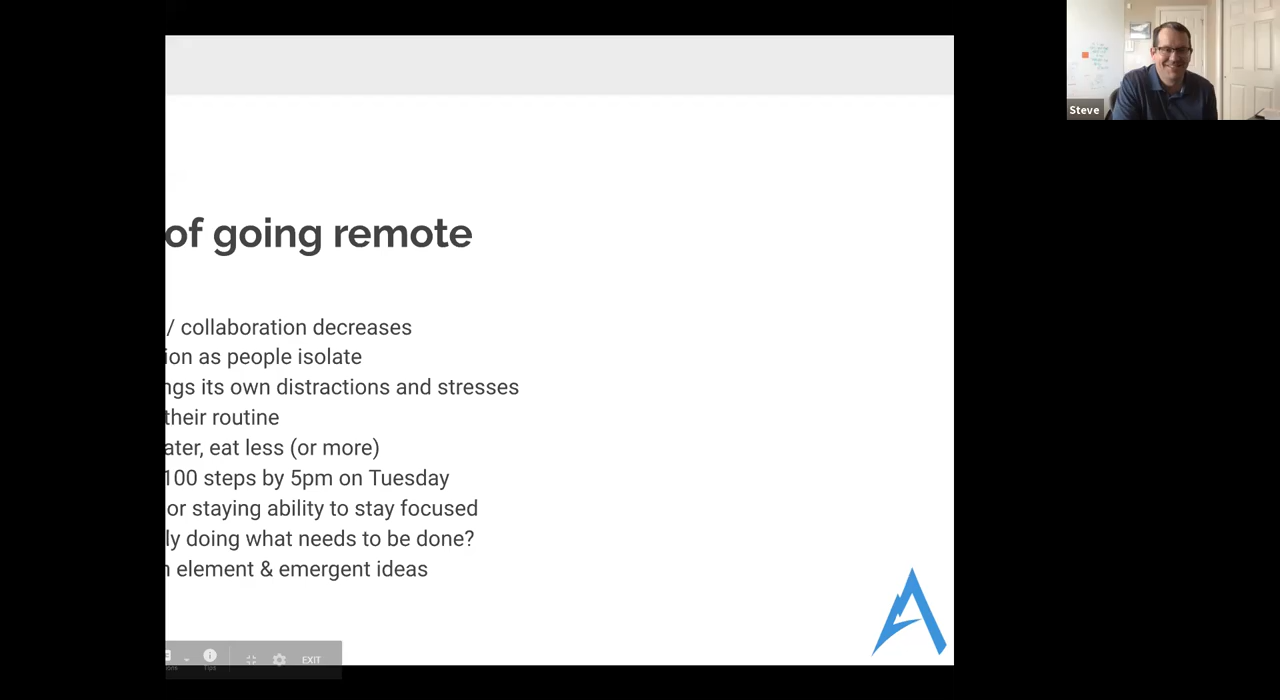 Steve
of going remote
/ collaboration decreases
ion as people isolate
ngs its own distractions and stresses
their routine
ater, eat less (or more)
100 steps by 5pm on Tuesday
or staying ability to stay focused
ly doing what needs to be done?
element & emergent ideas
EXIT